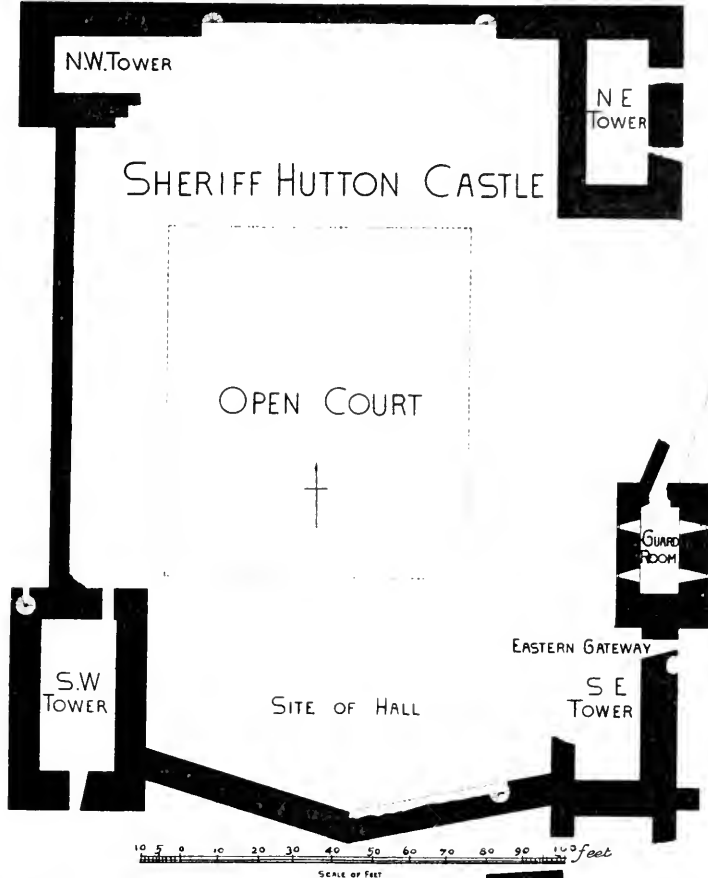 N.W. TOWER
N E
TOWER
SHERIFF HUTTON CASTLE
OPEN COURT
GUARD
ROOM
EASTERN GATEWAY
S.W
TOWER
S E
TOWER
SITE OF HALL
10 5 0 10 20 30 40 50 60 70 80 90 100 feet
SCALE OF FEET